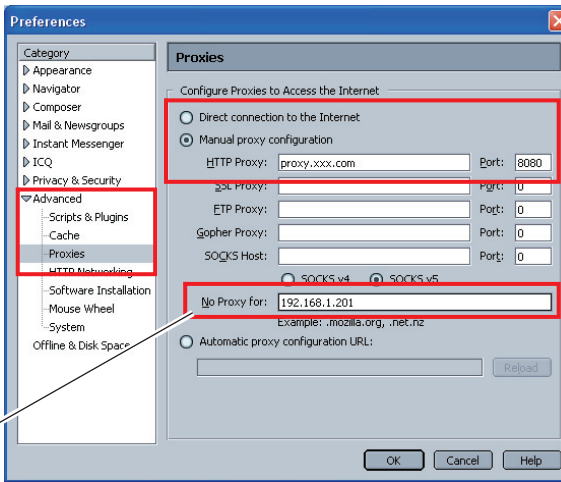 Preferences
Category
Appearance
Navigator
Composer
Mail & Newsgroups
Instant Messenger
ICQ
Privacy & Security
Advanced
Scripts & Plugins
Cache
Proxies
HTTP Networking
Software Installation
Mouse Wheel
System
Offline & Disk Space
Proxies
Configure Proxies to Access the Internet
Direct connection to the Internet
Manual proxy configuration
HTTP Proxy: proxy.xxx.com Port: 8080
SSL Proxy: Port: 0
FTP Proxy: Port: 0
Gopher Proxy: Port: 0
SOCKS Host: Port: 0
SOCKS v4 SOCKS v5
No Proxy for: 192.168.1.201
Example: .mozilla.org, .net.nz
Automatic proxy configuration URL:
Reload
OK Cancel Help